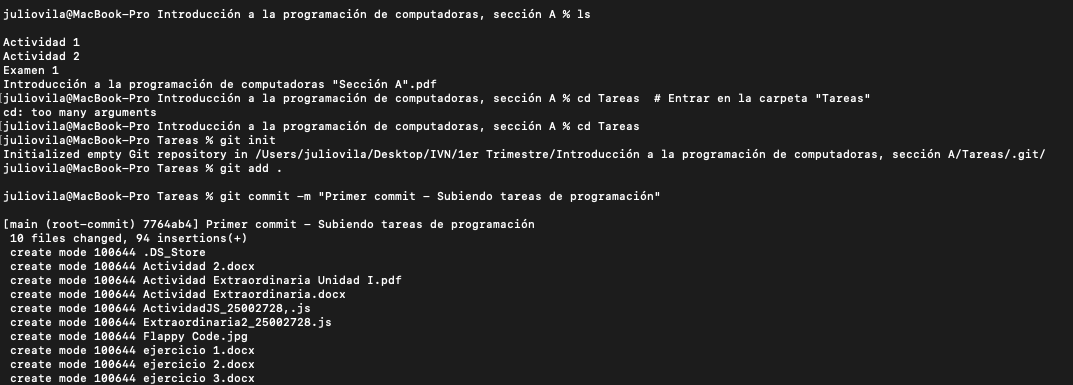 juliovila@MacBook-Pro Introducción a la programación de computadoras, sección A % ls
Actividad 1
Actividad 2
Examen 1
Introducción a la programación de computadoras "Sección A".pdf
[juliovila@MacBook-Pro Introducción a la programación de computadoras, sección A % cd Tareas  # Entrar en la carpeta "Tareas"
cd: too many arguments
[juliovila@MacBook-Pro Introducción a la programación de computadoras, sección A % cd Tareas
[juliovila@MacBook-Pro Tareas % git init
Initialized empty Git repository in /Users/juliovila/Desktop/IVN/1er Trimestre/Introducción a la programación de computadoras, sección A/Tareas/.git/
juliovila@MacBook-Pro Tareas % git add .
juliovila@MacBook-Pro Tareas % git commit -m "Primer commit - Subiendo tareas de programación"
[main (root-commit) 7764ab4] Primer commit - Subiendo tareas de programación
 10 files changed, 94 insertions(+)
 create mode 100644 .DS_Store
 create mode 100644 Actividad 2.docx
 create mode 100644 Actividad Extraordinaria Unidad I.pdf
 create mode 100644 Actividad Extraordinaria.docx
 create mode 100644 ActividadJS_25002728,.js
 create mode 100644 Extraordinaria2_25002728.js
 create mode 100644 Flappy Code.jpg
 create mode 100644 ejercicio 1.docx
 create mode 100644 ejercicio 2.docx
 create mode 100644 ejercicio 3.docx